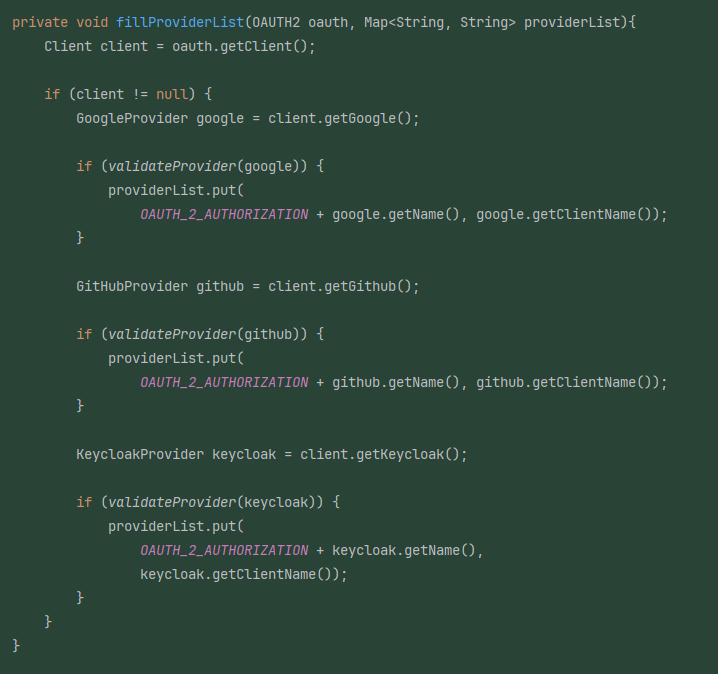 private void fillProviderList(OAUTH2 oauth, Map<String, String> providerList){
    Client client = oauth.getClient();

    if (client != null) {
        GoogleProvider google = client.getGoogle();

        if (validateProvider(google)) {
            providerList.put(
                OAUTH_2_AUTHORIZATION + google.getName(), google.getClientName());
        }

        GitHubProvider github = client.getGithub();

        if (validateProvider(github)) {
            providerList.put(
                OAUTH_2_AUTHORIZATION + github.getName(), github.getClientName());
        }

        KeycloakProvider keycloak = client.getKeycloak();

        if (validateProvider(keycloak)) {
            providerList.put(
                OAUTH_2_AUTHORIZATION + keycloak.getName(),
                keycloak.getClientName());
        }
    }
}